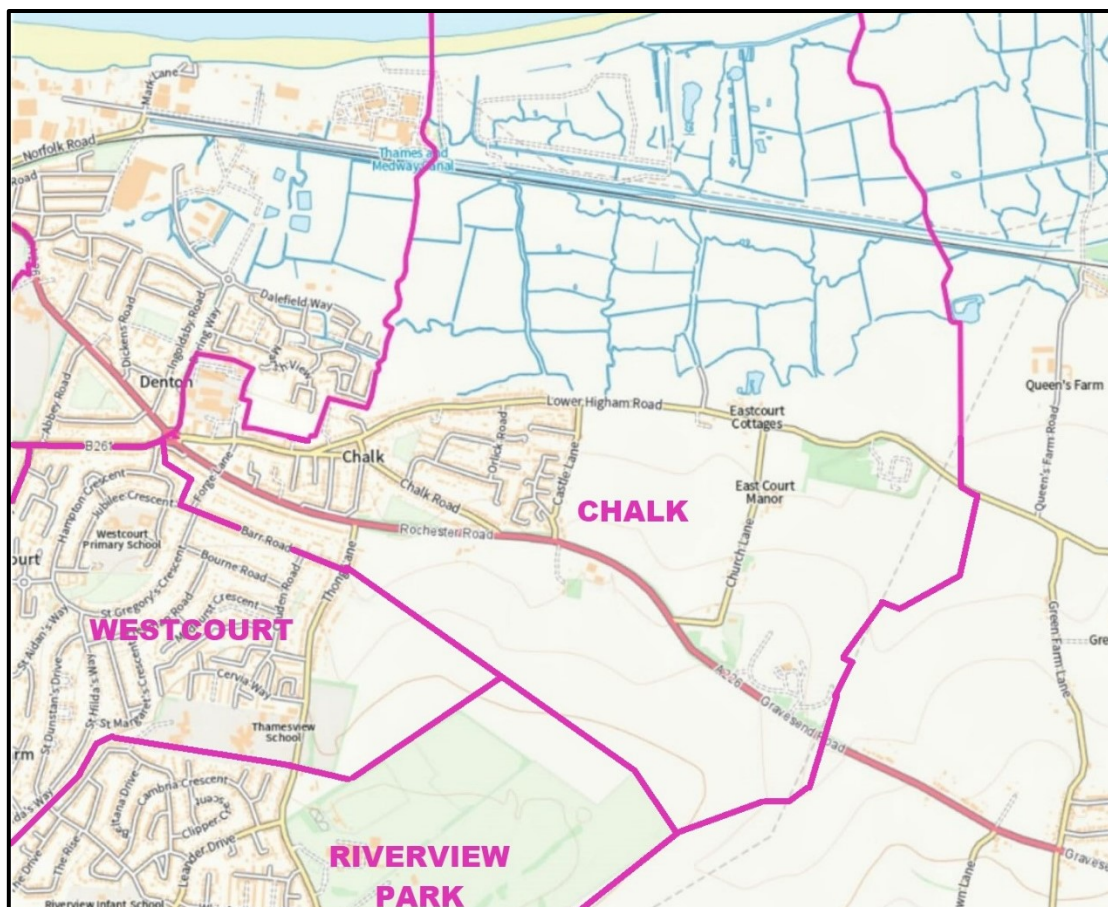 Mark Lane
Norfolk Road
Road
Thames and
Medway Canal
Dalefield Way
Dickens Road
Ingoldsby Road
Denton
Abbey Road
View
Lower Higham Road
Eastcourt
Cottages
Queen's Farm
B261
Forge Lane
Chalk
Orlick Road
Castle Lane
Queen's Farm Road
Hampton Crescent
Jubilee Crescent
Chalk Road
CHALK
East Court
Manor
Westcourt
Primary School
Barr Road
Rochester Road
Church Lane
Bourne Road
Thong Lane
St Gregory's Crescent
Green Farm Lane
WESTCOURT
St Aidan's Way
St Hilda's Way
St Dunstan's Drive
St Margaret's Crescent
Cervia Way
A226
Gravesend Road
Thamesview
School
Cambria Crescent
Clipper
Leander Drive
The Rise
The Drive
RIVERVIEW
PARK
Riverview Infant School